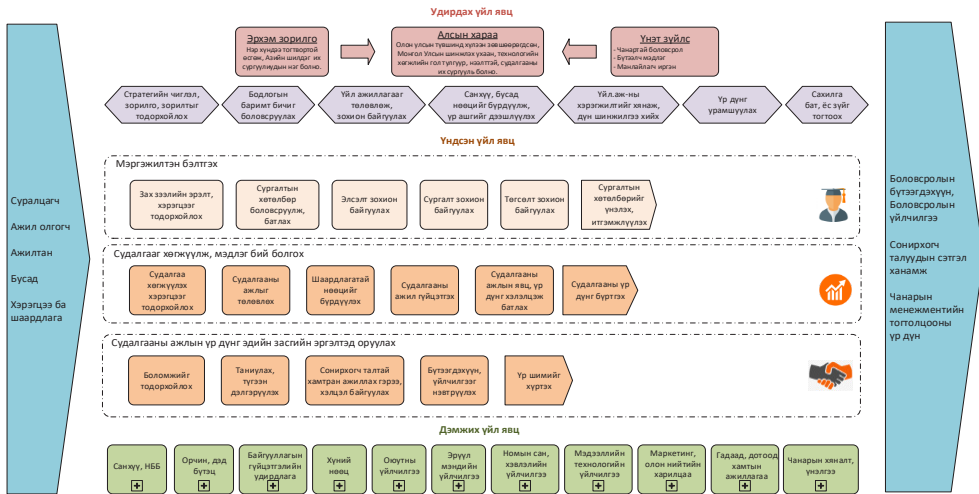 Удирдах үйл явц
Эрхэм зорилго
Нэр хүндээ тогтвортой
өсгөж, Азийн шилдэг их
сургуулиудын нэг болно.
Алсын хараа
Олон улсын түвшинд хүлээн зөвшөөрөгдсөн,
Монгол Улсын шинжлэх ухаан, технологийн
хөгжлийн гол тулгуур, нээлттэй, судалгааны
их сургууль болно.
Үнэт зүйлс
- Чанартай боловсрол
- Бүтээлч мэдлэг
- Манлайлагч иргэн
Стратегийн чиглэл,
зорилго, зорилтыг
тодорхойлох
Бодлогын
баримт бичиг
боловсруулах
Үйл ажиллагааг
төлөвлөж,
зохион байгуулах
Санхүү, бусад
нөөцийг бүрдүүлж,
үр ашгийг дээшлүүлэх
Үйл.аж-ны
хэрэгжилтийг хянаж,
дүн шинжилгээ хийх
Үр дүнг
урамшуулах
Сахилга
бат, ёс зүйг
тогтоох
Үндсэн үйл явц
Суралцагч
Ажил олгогч
Ажилтан
Бусад
Хэрэгцээ ба
шаардлага
Мэргэжилтэн бэлтгэх
Зах зээлийн эрэлт,
хэрэгцээг
тодорхойлох
Сургалтын
хөтөлбөр
боловсруулж,
батлах
Элсэлт зохион
байгуулах
Сургалт зохион
байгуулах
Төгсөлт зохион
байгуулах
Сургалтын
хөтөлбөрийг
үнэлэх,
итгэмжлүүлэх
Судалгааг хөгжүүлж, мэдлэг бий болгох
Судалгаа
хөгжүүлэх
хэрэгцээг
тодорхойлох
Судалгааны
ажлыг
төлөвлөх
Шаардлагатай
нөөцийг
бүрдүүлэх
Судалгааны
ажил гүйцэтгэх
Судалгааны
ажлын явц, үр
дүнг хэлэлцэж
батлах
Судалгааны үр
дүнг бүртгэх
Судалгааны ажлын үр дүнг эдийн засгийн эргэлтэд оруулах
Боломжийг
тодорхойлох
Таниулах,
түгээн
дэлгэрүүлэх
Сонирхогч талтай
хамтран ажиллах гэрээ,
хэлцэл байгуулах
Бүтээгдэхүүн,
үйлчилгээг
нэвтрүүлэх
Үр шимийг
хүртэх
Боловсролын
бүтээгдэхүүн,
Боловсролын
үйлчилгээ
Сонирхогч
талуудын сэтгэл
ханамж
Чанарын
менежментийн
тогтолцооны
үр дүн
Дэмжих үйл явц
Санхүү, НББ
Орчин, дэд
бүтэц
Байгууллагын
гүйцэтгэлийн
удирдлага
Хүний
нөөц
Оюутны
үйлчилгээ
Эрүүл
мэндийн
үйлчилгээ
Номын сан,
хэвлэлийн
үйлчилгээ
Мэдээллийн
технологийн
үйлчилгээ
Маркетинг,
олон нийтийн
харилцаа
Гадаад, дотоод
хамтын
ажиллагаа
Чанарын хяналт,
үнэлгээ